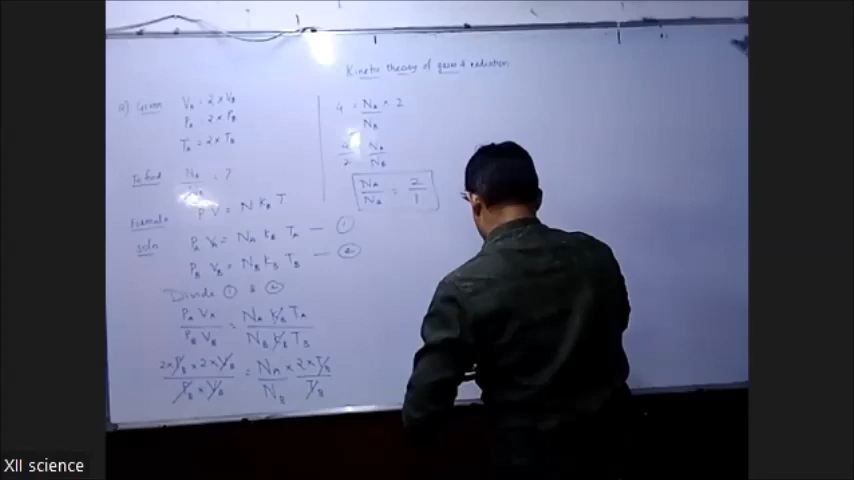 Kinetic theory of gases & radiation
Q) Given VA = 2 × VB
PA = 2 × PB
TA = 2 × TB
To find NA/NB = ?
Formula PV = N KB T
soln PA VA = NA KB TA — ①
PB VB = NB KB TB — ②
Divide ① & ②
PA VA / PB VB = NA KB TA / NB KB TB
2×PB × 2×VB / PB × VB = NA/NB × 2×TB/TB
4 = NA/NB × 2
4/2 = NA/NB
NA/NA = 2/1
XII science